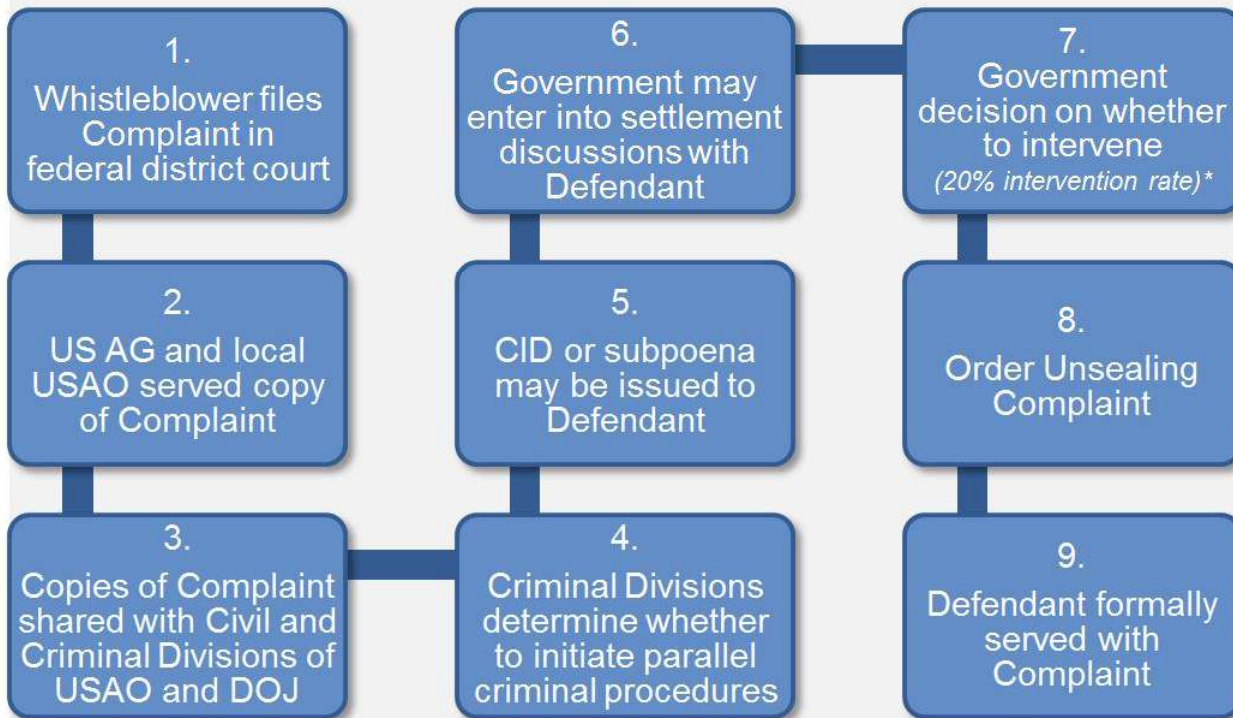 1.
Whistleblower files
Complaint in
federal district court
2.
US AG and local
USAO served copy
of Complaint
3.
Copies of Complaint
shared with Civil and
Criminal Divisions of
USAO and DOJ
4.
Criminal Divisions
determine whether
to initiate parallel
criminal procedures
5.
CID or subpoena
may be issued to
Defendant
6.
Government may
enter into settlement
discussions with
Defendant
7.
Government
decision on whether
to intervene
(20% intervention rate)*
8.
Order Unsealing
Complaint
9.
Defendant formally
served with
Complaint